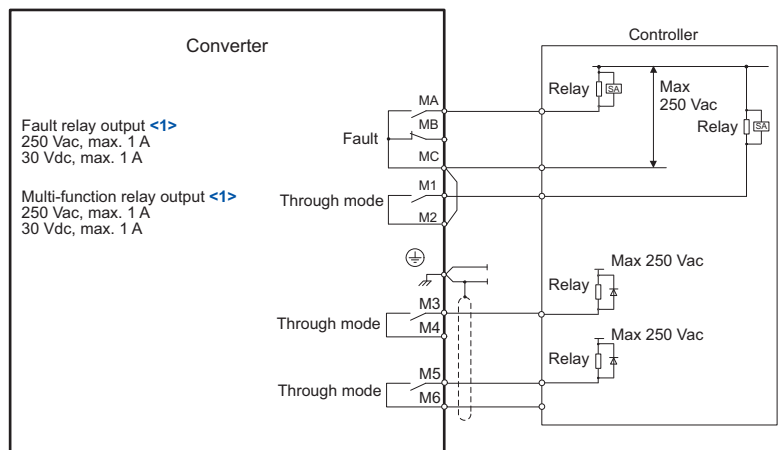 Converter
Controller
Fault relay output <1>
250 Vac, max. 1 A
30 Vdc, max. 1 A
Multi-function relay output <1>
250 Vac, max. 1 A
30 Vdc, max. 1 A
Fault
MA
MB
MC
Through mode
M1
M2
Through mode
M3
M4
Through mode
M5
M6
Relay
SA
Max
250 Vac
Relay
SA
Max 250 Vac
Relay
Max 250 Vac
Relay